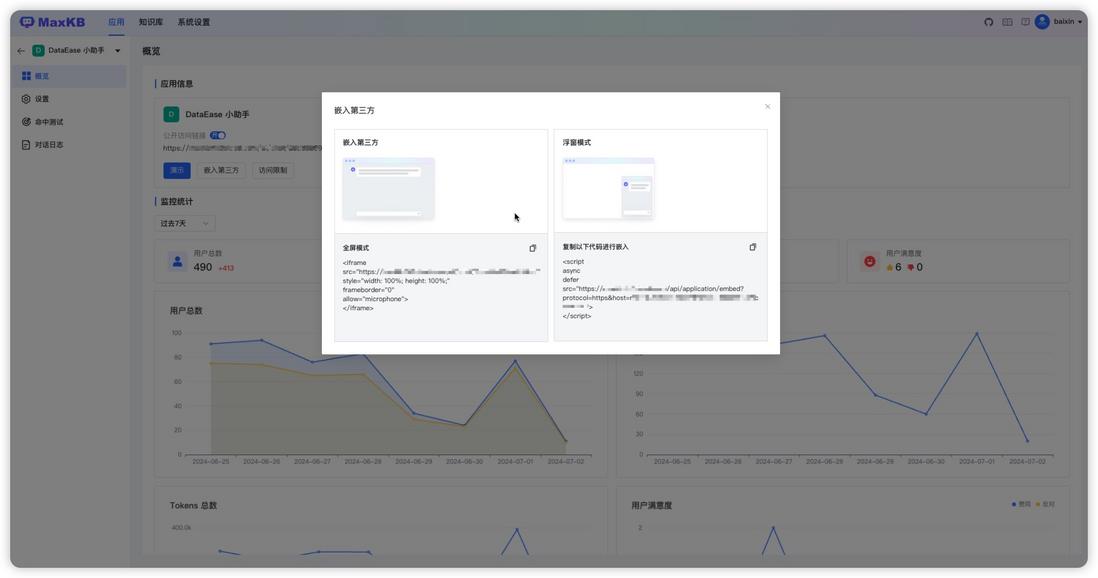 MaxKB
应用
知识库
系统设置
baixin
D
DataEase 小助手
概览
概览
设置
命中测试
对话日志
应用信息
D
DataEase 小助手
公开访问链接
开
https://
演示
嵌入第三方
访问限制
监控统计
过去7天
用户总数
490 +413
用户满意度
6 0
嵌入第三方
嵌入第三方
浮窗模式
全屏模式
<iframe
src="https://
style="width: 100%; height: 100%;"
frameborder="0"
allow="microphone">
</iframe>
复制以下代码进行嵌入
<script
async
defer
src="https:// /api/application/embed?
protocol=https&host=
">
</script>
用户总数
100
80
60
40
20
0
2024-06-25 2024-06-26 2024-06-27 2024-06-28 2024-06-29 2024-06-30 2024-07-01 2024-07-02
120
90
60
30
0
2024-06-25 2024-06-26 2024-06-27 2024-06-28 2024-06-29 2024-06-30 2024-07-01 2024-07-02
Tokens 总数
400.0k
用户满意度
赞同 反对
2